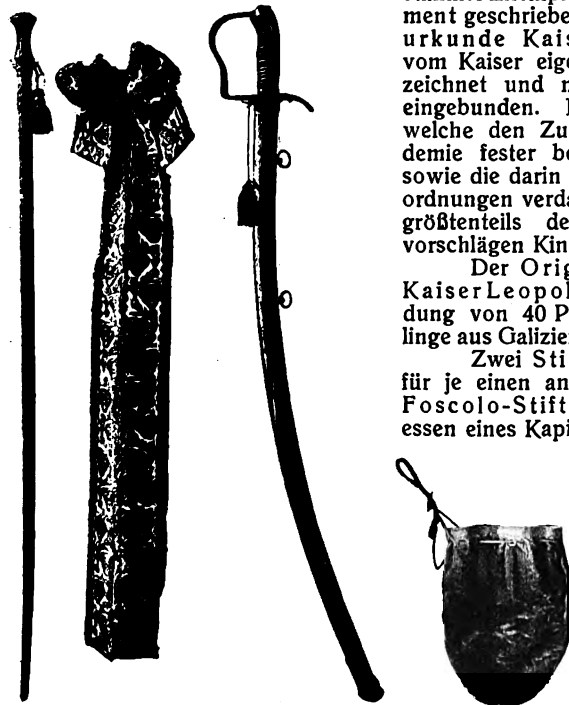 ment geschriebe
urkunde Kais
vom Kaiser eige
zeichnet und n
eingebunden.
welche den Zu
demie fester be
sowie die darin
ordnungen verda
größtenteils de
vorschlägen Kin
Der Orig
Kaiser Leopol
dung von 40 P
linge aus Galizie
Zwei Sti
für je einen an
Foscolo-Stift
essen eines Kapi